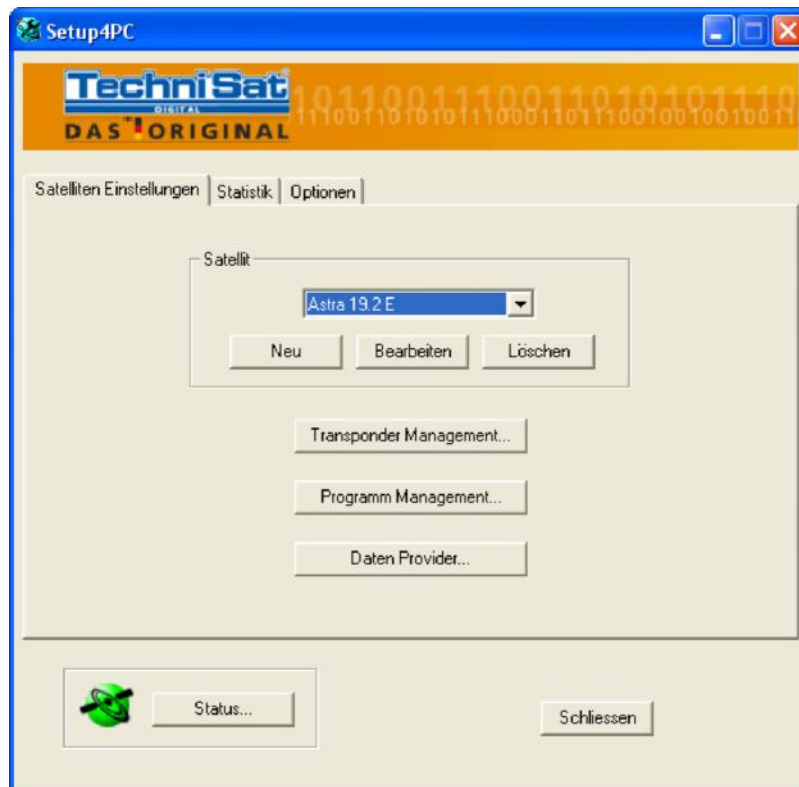 Setup4PC
TechniSat
DIGITAL
DAS ORIGINAL
Satelliten Einstellungen Statistik Optionen
Satellit
Astra 19.2 E
Neu Bearbeiten Löschen
Transponder Management...
Programm Management...
Daten Provider...
Status...
Schliessen